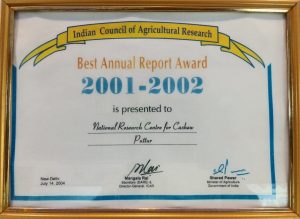 Indian Council of Agricultural Research
Best Annual Report Award
2001-2002
is presented to
National Research Centre for Cashew
Puttur
New Delhi
July 14, 2004
Mangala Rai
Secretary (DARE) &
Director-General, ICAR
Sharad Pawar
Minister of Agriculture
Government of India